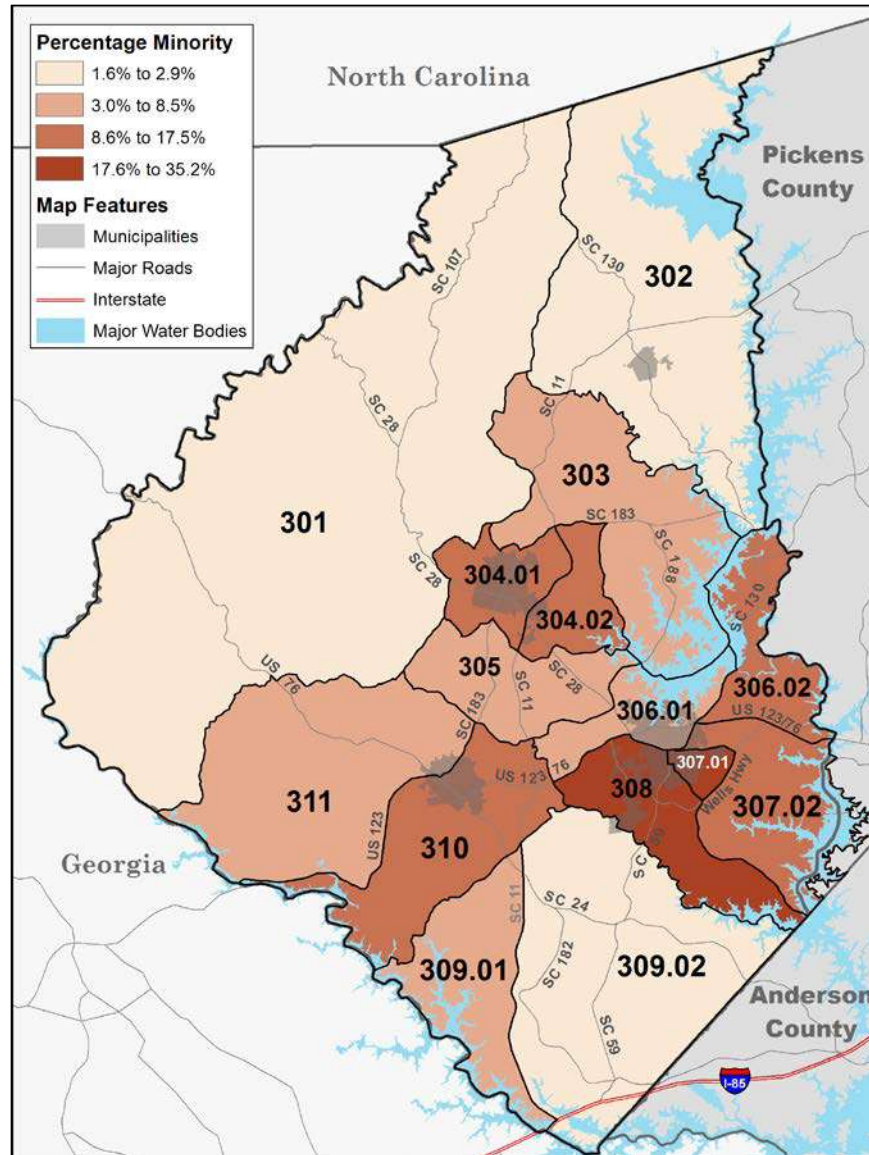 Percentage Minority
1.6% to 2.9%
3.0% to 8.5%
8.6% to 17.5%
17.6% to 35.2%
Map Features
Municipalities
Major Roads
Interstate
Major Water Bodies
North Carolina
Pickens
County
SC 107
SC 130
302
SC 11
SC 28
303
301
SC 183
SC 188
SC 28
304.01
304.02
SC 130
305
SC 28
US 76
SC 183
SC 11
306.01
306.02
US 123/76
307.01
US 123/76
308
Wells Hwy
307.02
311
US 123
310
Georgia
SC 11
SC 24
SC 182
309.01
309.02
SC 59
Anderson
County
I-85